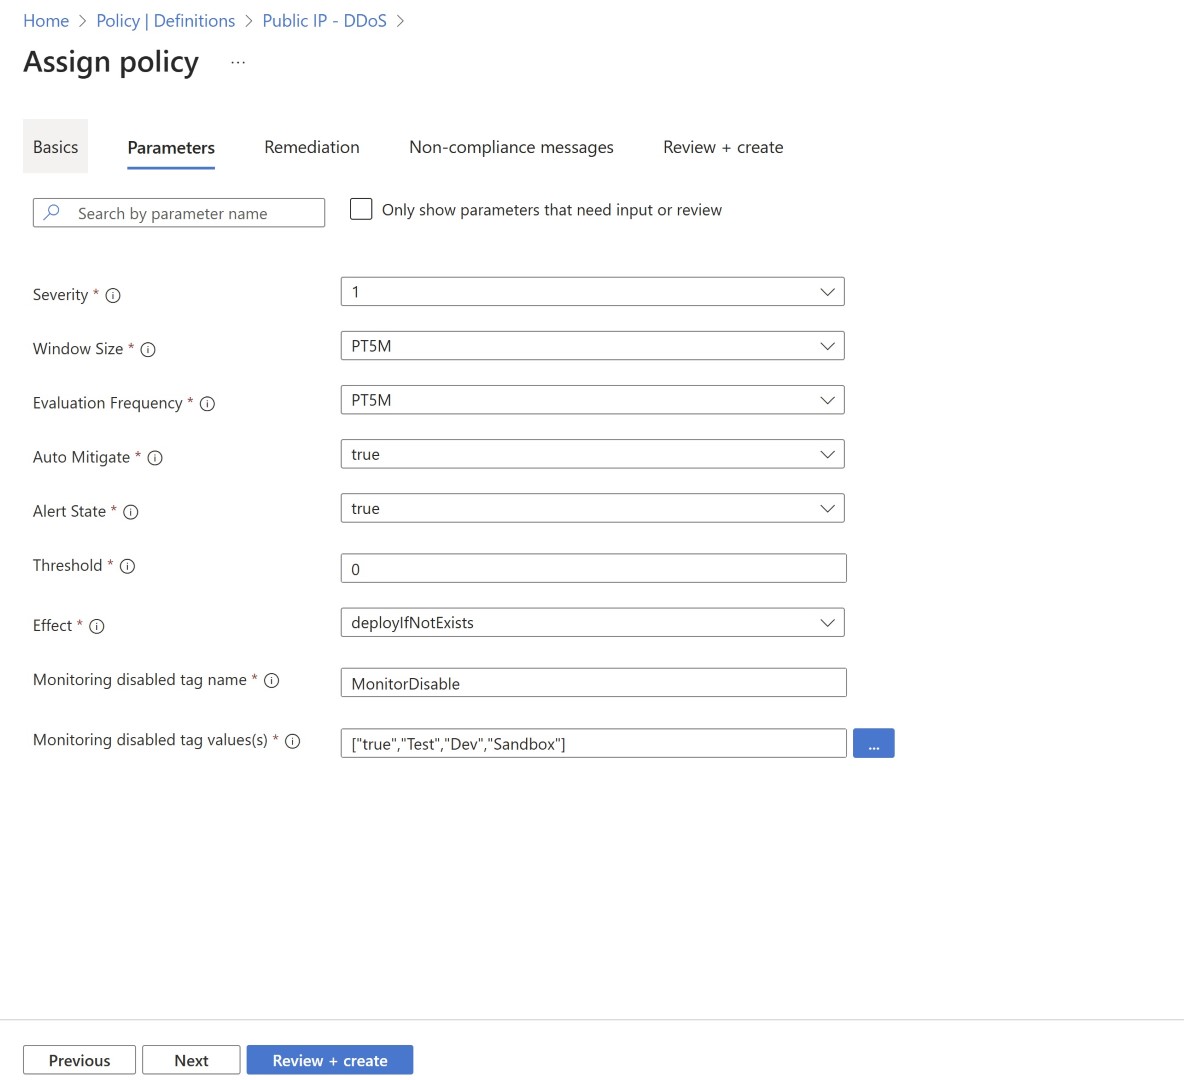 Home > Policy | Definitions > Public IP - DDoS >
Assign policy ...
Basics Parameters Remediation Non-compliance messages Review + create
Search by parameter name Only show parameters that need input or review
Severity * 1
Window Size * PT5M
Evaluation Frequency * PT5M
Auto Mitigate * true
Alert State * true
Threshold * 0
Effect * deployIfNotExists
Monitoring disabled tag name * MonitorDisable
Monitoring disabled tag values(s) * ["true","Test","Dev","Sandbox"] ...
Previous Next Review + create